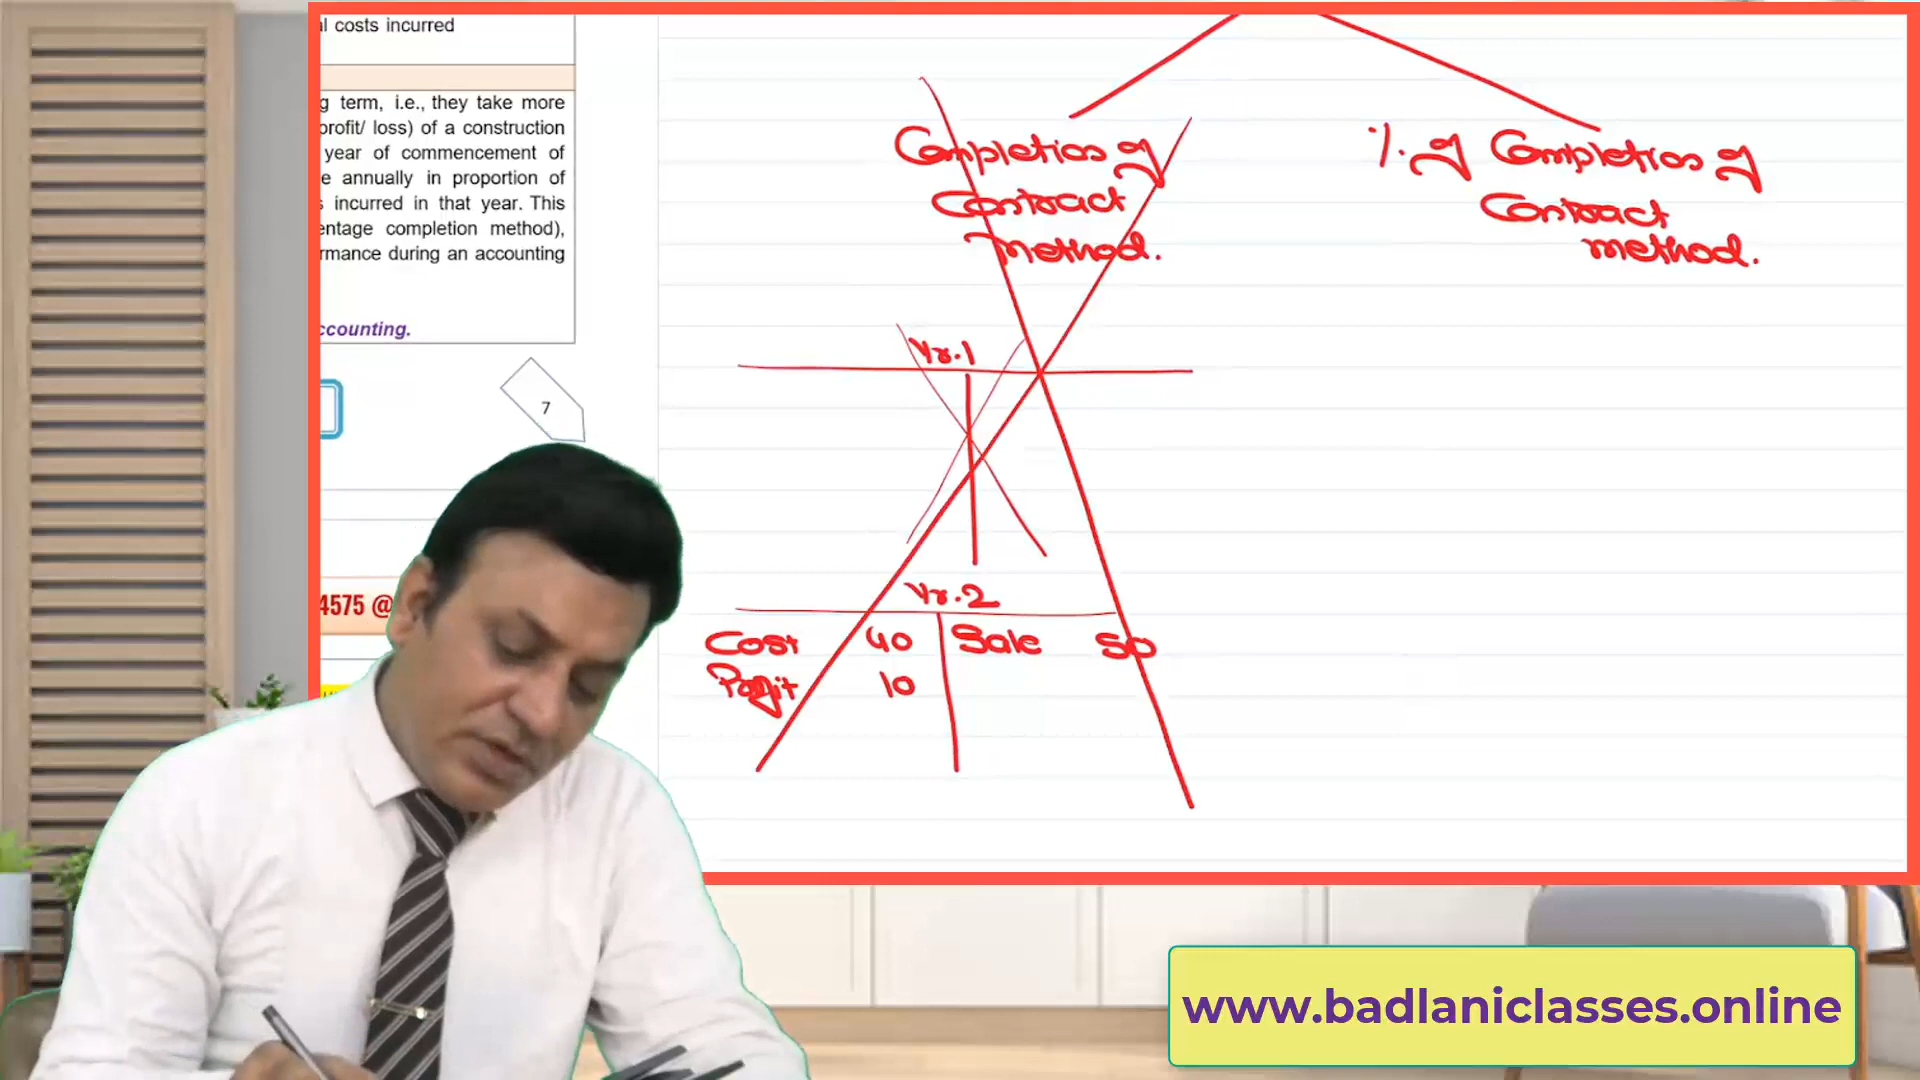 l costs incurred
g term, i.e., they take more
profit/ loss) of a construction
year of commencement of
e annually in proportion of
s incurred in that year. This
entage completion method),
rmance during an accounting
ccounting.
7
4575 @
Completion of
Contract
Method.
%. of Completion of
Contract
method.
Yr.1
Yr.2
Cost 40 Sale 50
Profit 10
www.badlaniclasses.online